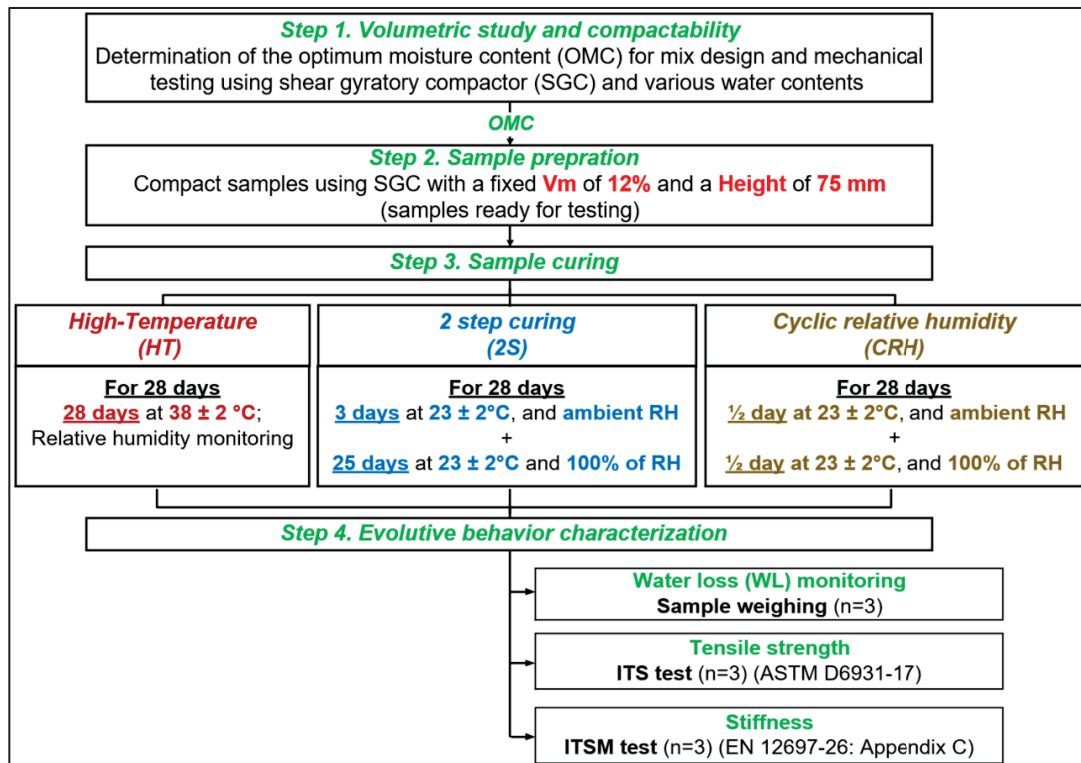 Step 1. Volumetric study and compactability
Determination of the optimum moisture content (OMC) for mix design and mechanical
testing using shear gyratory compactor (SGC) and various water contents
OMC
Step 2. Sample prepration
Compact samples using SGC with a fixed Vm of 12% and a Height of 75 mm
(samples ready for testing)
Step 3. Sample curing
High-Temperature
(HT)
For 28 days
28 days at 38 ± 2 °C;
Relative humidity monitoring
2 step curing
(2S)
For 28 days
3 days at 23 ± 2°C, and ambient RH
+
25 days at 23 ± 2°C and 100% of RH
Cyclic relative humidity
(CRH)
For 28 days
½ day at 23 ± 2°C, and ambient RH
+
½ day at 23 ± 2°C, and 100% of RH
Step 4. Evolutive behavior characterization
Water loss (WL) monitoring
Sample weighing (n=3)
Tensile strength
ITS test (n=3) (ASTM D6931-17)
Stiffness
ITSM test (n=3) (EN 12697-26: Appendix C)